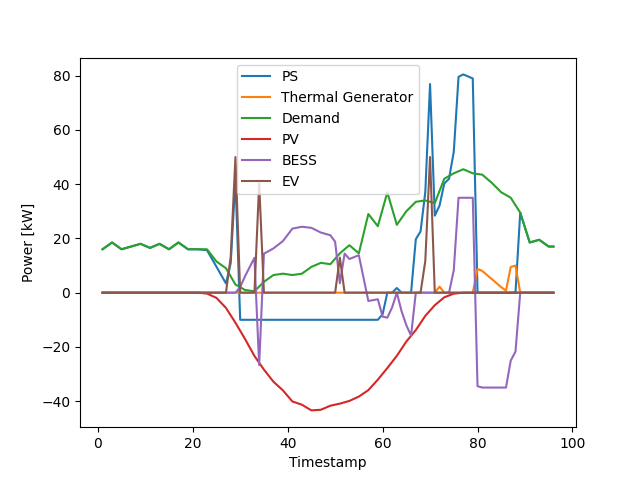 PS
Thermal Generator
Demand
PV
BESS
EV
80
60
40
20
0
−20
−40
Power [kW]
0 20 40 60 80 100
Timestamp